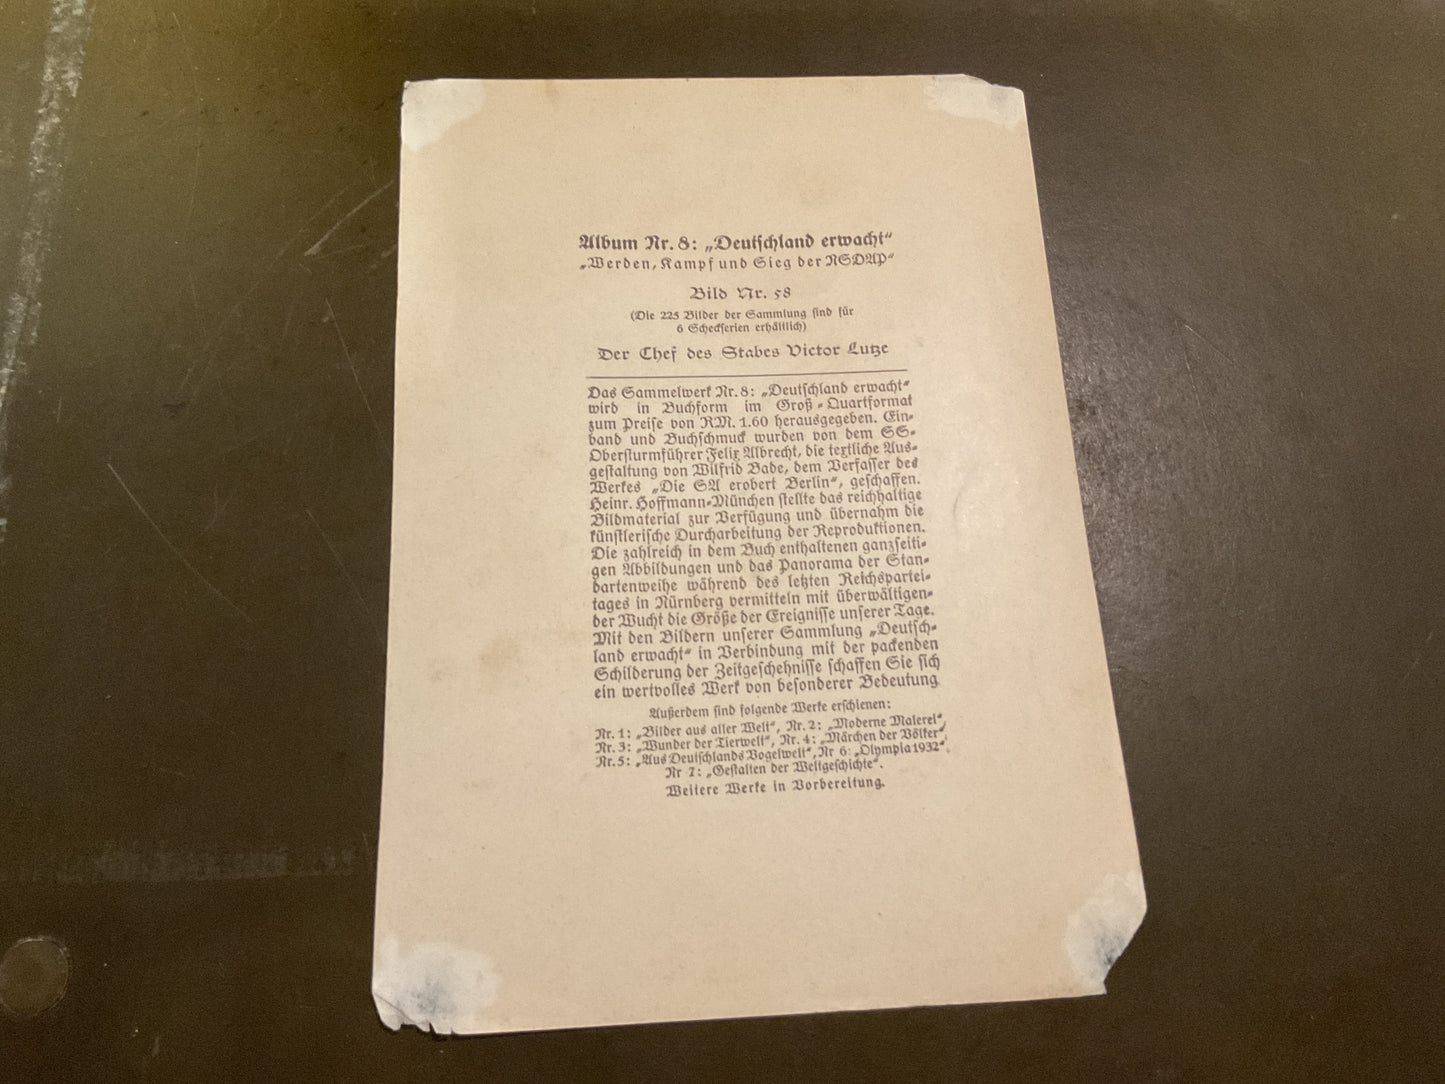 Album Nr. 8: „Deutschland erwacht“
„Werden, Kampf und Sieg der NSDAP“
Bild Nr. 58
(Die 225 Bilder der Sammlung sind für
6 Scheckserien erhältlich)
Der Chef des Stabes Victor Lutze
Das Sammelwerk Nr. 8: „Deutschland erwacht“
wird in Buchform im Groß-Quartformat
zum Preise von RM. 1.60 herausgegeben. Ein-
band und Buchschmuck wurden von dem SS-
Obersturmführer Felix Albrecht, die textliche Aus-
gestaltung von Wilfrid Bade, dem Verfasser des
Werkes „Die SA erobert Berlin“, geschaffen.
Heinr. Hoffmann-München stellte das reichhaltige
Bildmaterial zur Verfügung und übernahm die
künstlerische Durcharbeitung der Reproduktionen.
Die zahlreich in dem Buch enthaltenen ganzseiti-
gen Abbildungen und das Panorama der Stan-
dartenweihe während des letzten Reichspartei-
tages in Nürnberg vermitteln mit überwältigen-
der Wucht die Größe der Ereignisse unserer Tage.
Mit den Bildern unserer Sammlung „Deutsch-
land erwacht“ in Verbindung mit der packenden
Schilderung der Zeitgeschehnisse schaffen Sie sich
ein wertvolles Werk von besonderer Bedeutung
Außerdem sind folgende Werke erschienen:
Nr. 1: „Bilder aus aller Welt“, Nr. 2: „Moderne Malerei“,
Nr. 3: „Wunder der Tierwelt“, Nr. 4: „Märchen der Völker“,
Nr. 5: „Aus Deutschlands Vogelwelt“, Nr 6: „Olympia 1932“,
Nr 7: „Gestalten der Weltgeschichte“.
Weitere Werke in Vorbereitung.